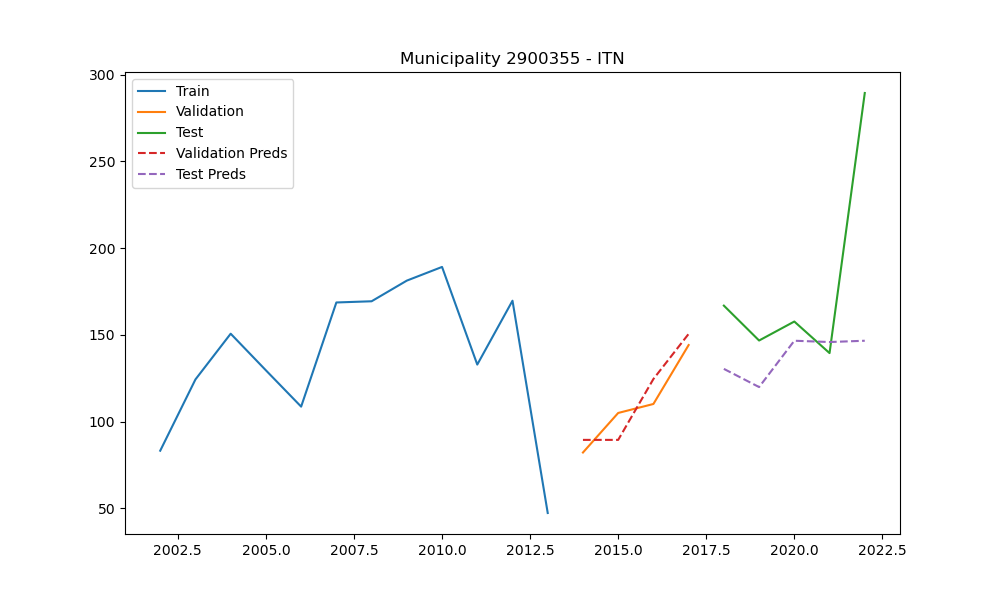 Municipality 2900355 - ITN
300
250
200
150
100
50
Train
Validation
Test
Validation Preds
Test Preds
2002.5 2005.0 2007.5 2010.0 2012.5 2015.0 2017.5 2020.0 2022.5